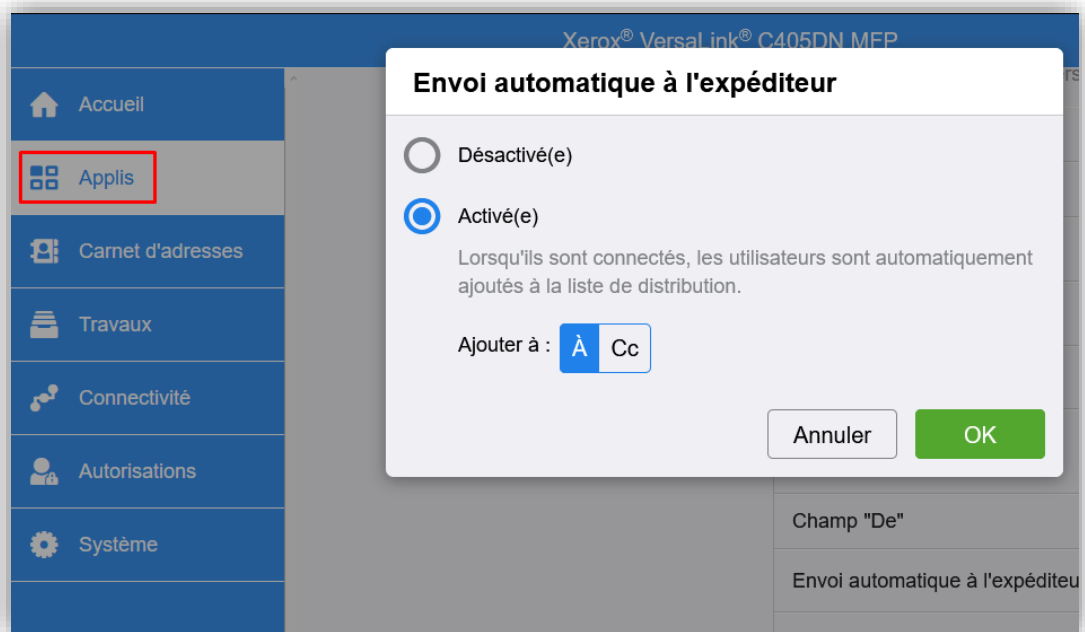 Xerox® VersaLink® C405DN MFP
Envoi automatique à l'expéditeur
Désactivé(e)
Activé(e)
Lorsqu'ils sont connectés, les utilisateurs sont automatiquement
ajoutés à la liste de distribution.
Ajouter à :
À
Cc
Annuler
OK
Accueil
Applis
Carnet d'adresses
Travaux
Connectivité
Autorisations
Système
Champ "De"
Envoi automatique à l'expéditeu